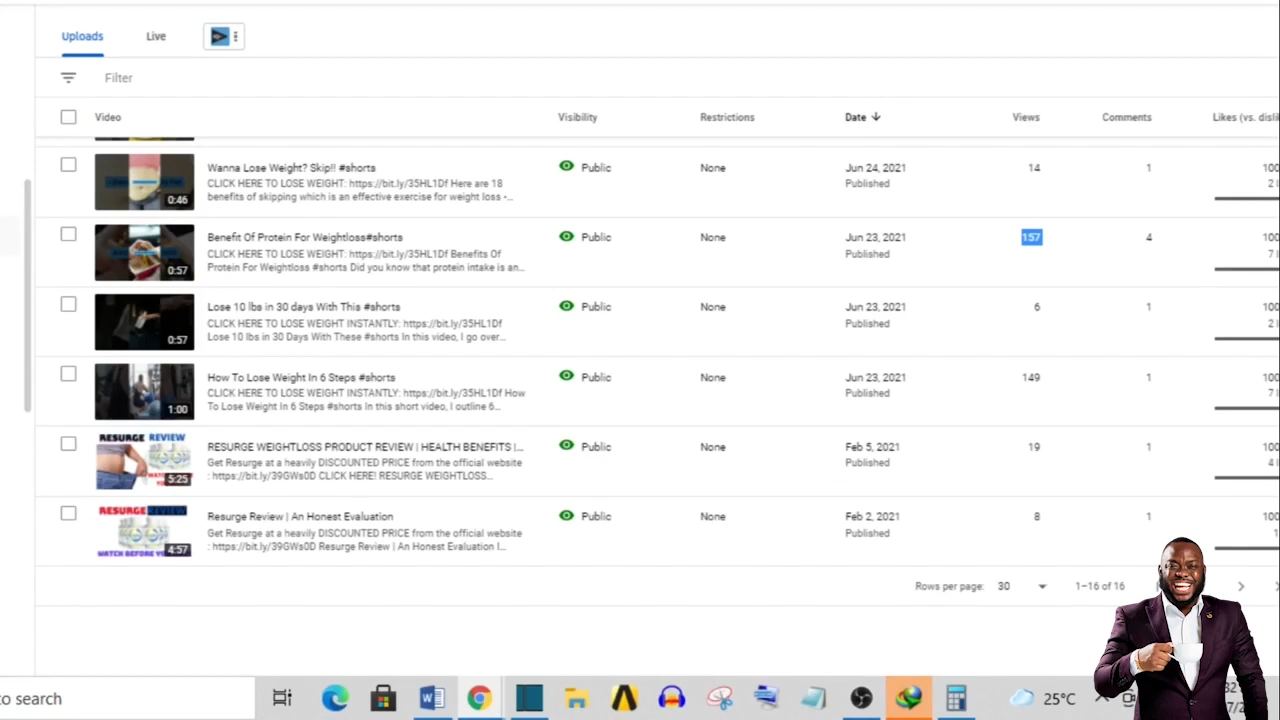 Uploads Live
Filter
Video Visibility Restrictions Date Views Comments Likes (vs.
Wanna Lose Weight? Skip!! #shorts Public None Jun 24, 2021 14 1 100
CLICK HERE TO LOSE WEIGHT: https://bit.ly/35HL1Df Here are 18 Published 2
0:46 benefits of skipping which is an effective exercise for weight loss -...
Benefit Of Protein For Weightloss#shorts Public None Jun 23, 2021 157 4 100
CLICK HERE TO LOSE WEIGHT: https://bit.ly/35HL1Df Benefits Of Published 7
0:57 Protein For Weightloss #shorts Did you know that protein intake is an...
Lose 10 lbs in 30 days With This #shorts Public None Jun 23, 2021 6 1 100
CLICK HERE TO LOSE WEIGHT INSTANTLY: https://bit.ly/35HL1Df Published 2
0:57 Lose 10 lbs in 30 Days With These #shorts In this video, I go over...
How To Lose Weight In 6 Steps #shorts Public None Jun 23, 2021 149 1 100
CLICK HERE TO LOSE WEIGHT INSTANTLY: https://bit.ly/35HL1Df How Published 7
1:00 To Lose Weight In 6 Steps #shorts In this short video, I outline 6...
RESURGE REVIEW RESURGE WEIGHTLOSS PRODUCT REVIEW | HEALTH BENEFITS |... Public None Feb 5, 2021 19 1 100
Get Resurge at a heavily DISCOUNTED PRICE from the official website Published 4
5:25 : https://bit.ly/39GWs0D CLICK HERE! RESURGE WEIGHTLOSS...
RESURGE REVIEW Resurge Review | An Honest Evaluation Public None Feb 2, 2021 8 1 100
Get Resurge at a heavily DISCOUNTED PRICE from the official website Published 1
WATCH BEFORE 4:57 : https://bit.ly/39GWs0D Resurge Review | An Honest Evaluation I...
Rows per page: 30 1–16 of 16
to search 25°C